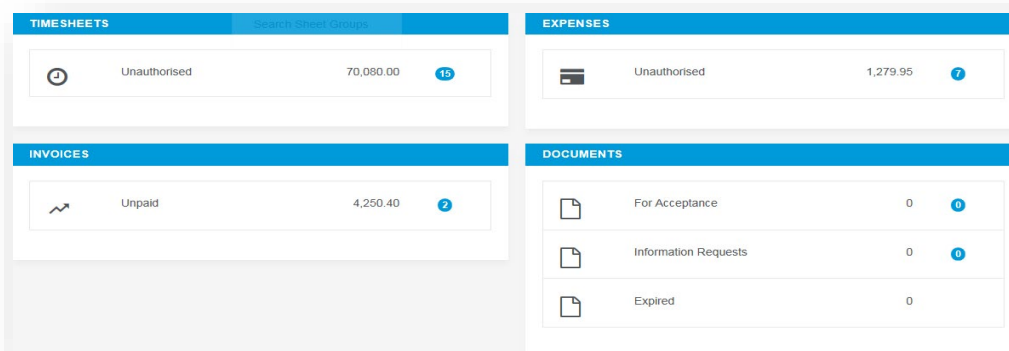 TIMESHEETS
Search Sheet Groups
Unauthorised 70,080.00 15
EXPENSES
Unauthorised 1,279.95 7
INVOICES
Unpaid 4,250.40 2
DOCUMENTS
For Acceptance 0 0
Information Requests 0 0
Expired 0